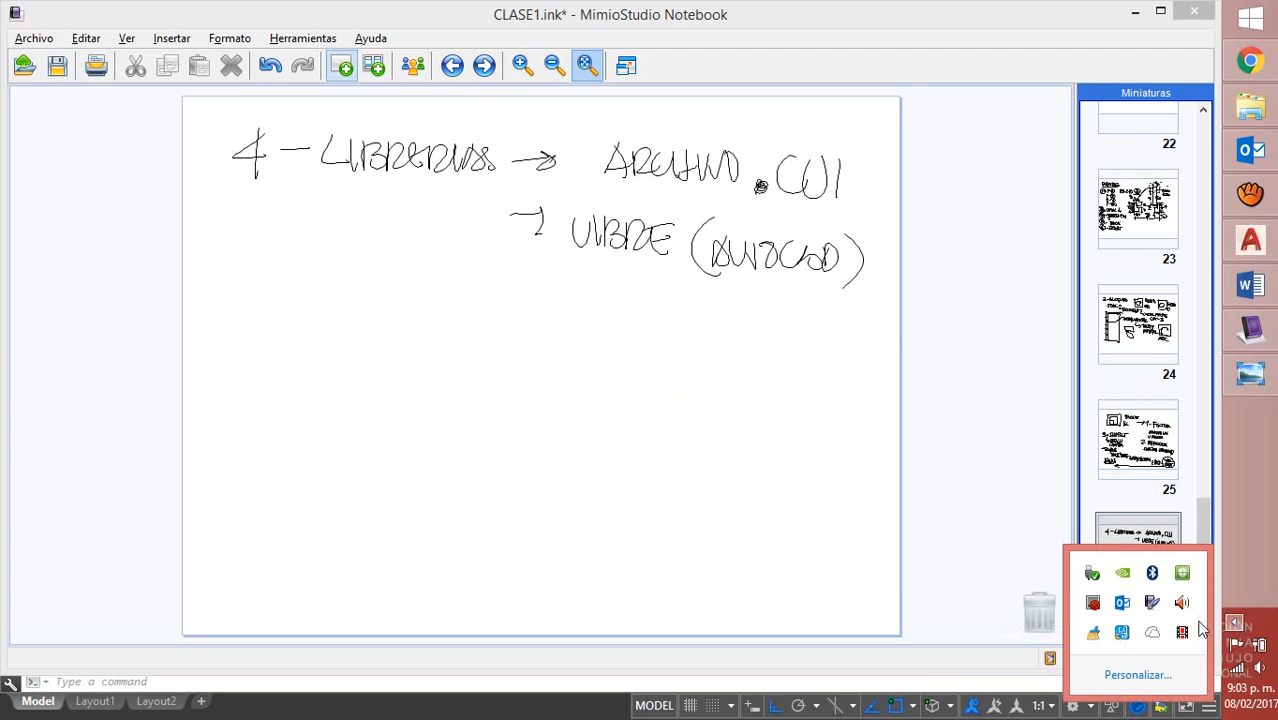 CLASE1.ink* - MimioStudio Notebook
Archivo Editar Ver Insertar Formato Herramientas Ayuda
Miniaturas
4 - LIBRERIAS → ARCHIVO .CUI
→ LIBRE (AUTOCAD)
22
23
24
25
Personalizar...
Type a command
Model Layout1 Layout2 +
MODEL 1:1
9:03 p. m.
08/02/2017